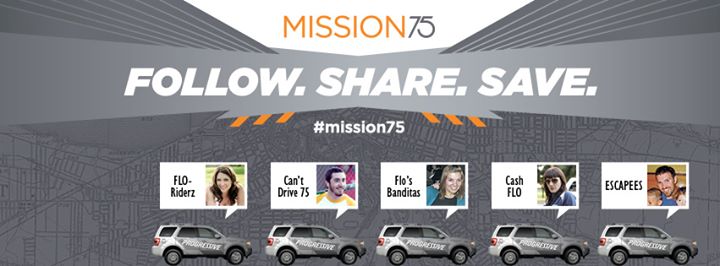 MISSION75
FOLLOW. SHARE. SAVE.
#mission75
FLO-
Riderz
Can't
Drive 75
Flo's
Banditas
Cash
FLO
ESCAPEES
PROGRESSIVE
PROGRESSIVE
PROGRESSIVE
PROGRESSIVE
PROGRESSIVE